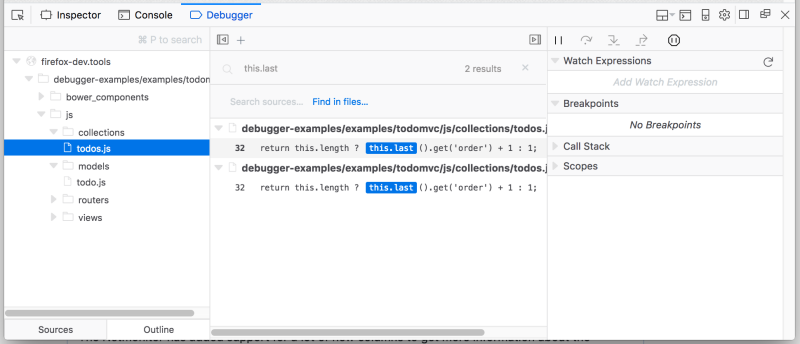 Inspector
Console
Debugger
⌘ P to search
firefox-dev.tools
debugger-examples/examples/todon
bower_components
js
collections
todos.js
models
todo.js
routers
views
Sources
Outline
this.last
2 results
Search sources...
Find in files...
debugger-examples/examples/todomvc/js/collections/todos.j
32 return this.length ? this.last().get('order') + 1 : 1;
debugger-examples/examples/todomvc/js/collections/todos.j
32 return this.length ? this.last().get('order') + 1 : 1;
Watch Expressions
Add Watch Expression
Breakpoints
No Breakpoints
Call Stack
Scopes